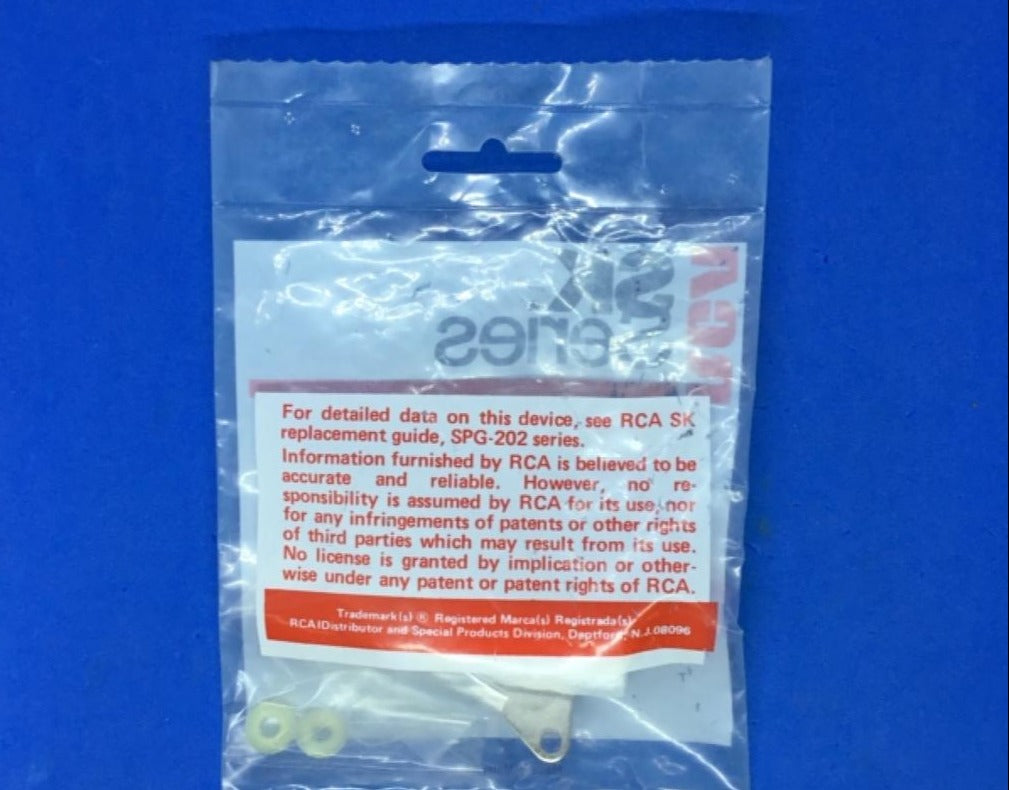 RCA
SK
series
For detailed data on this device, see RCA SK
replacement guide, SPG-202 series.
Information furnished by RCA is believed to be
accurate and reliable. However, no re-
sponsibility is assumed by RCA for its use, nor
for any infringements of patents or other rights
of third parties which may result from its use.
No license is granted by implication or other-
wise under any patent or patent rights of RCA.
Trademark(s) ® Registered Marca(s) Registrada(s)
RCA|Distributor and Special Products Division, Deptford, N.J.08096